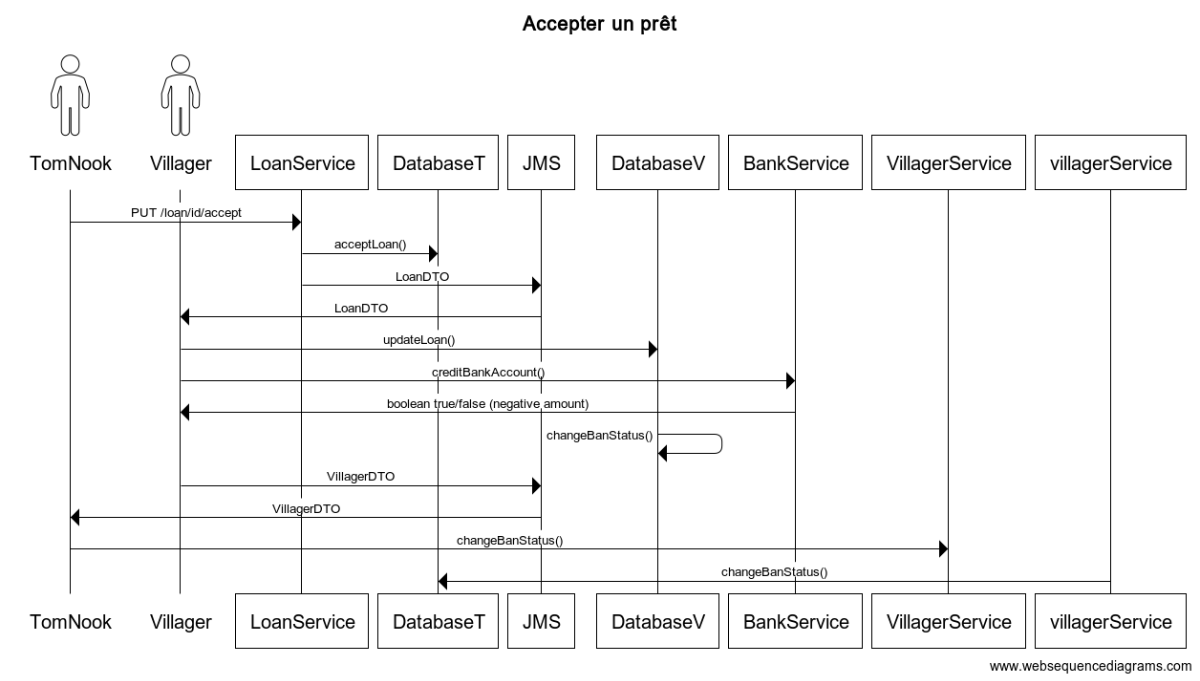 Accepter un prêt
TomNook Villager LoanService DatabaseT JMS DatabaseV BankService VillagerService villagerService
PUT /loan/id/accept
acceptLoan()
LoanDTO
LoanDTO
updateLoan()
creditBankAccount()
boolean true/false (negative amount)
changeBanStatus()
VillagerDTO
VillagerDTO
changeBanStatus()
changeBanStatus()
TomNook Villager LoanService DatabaseT JMS DatabaseV BankService VillagerService villagerService
www.websequencediagrams.com